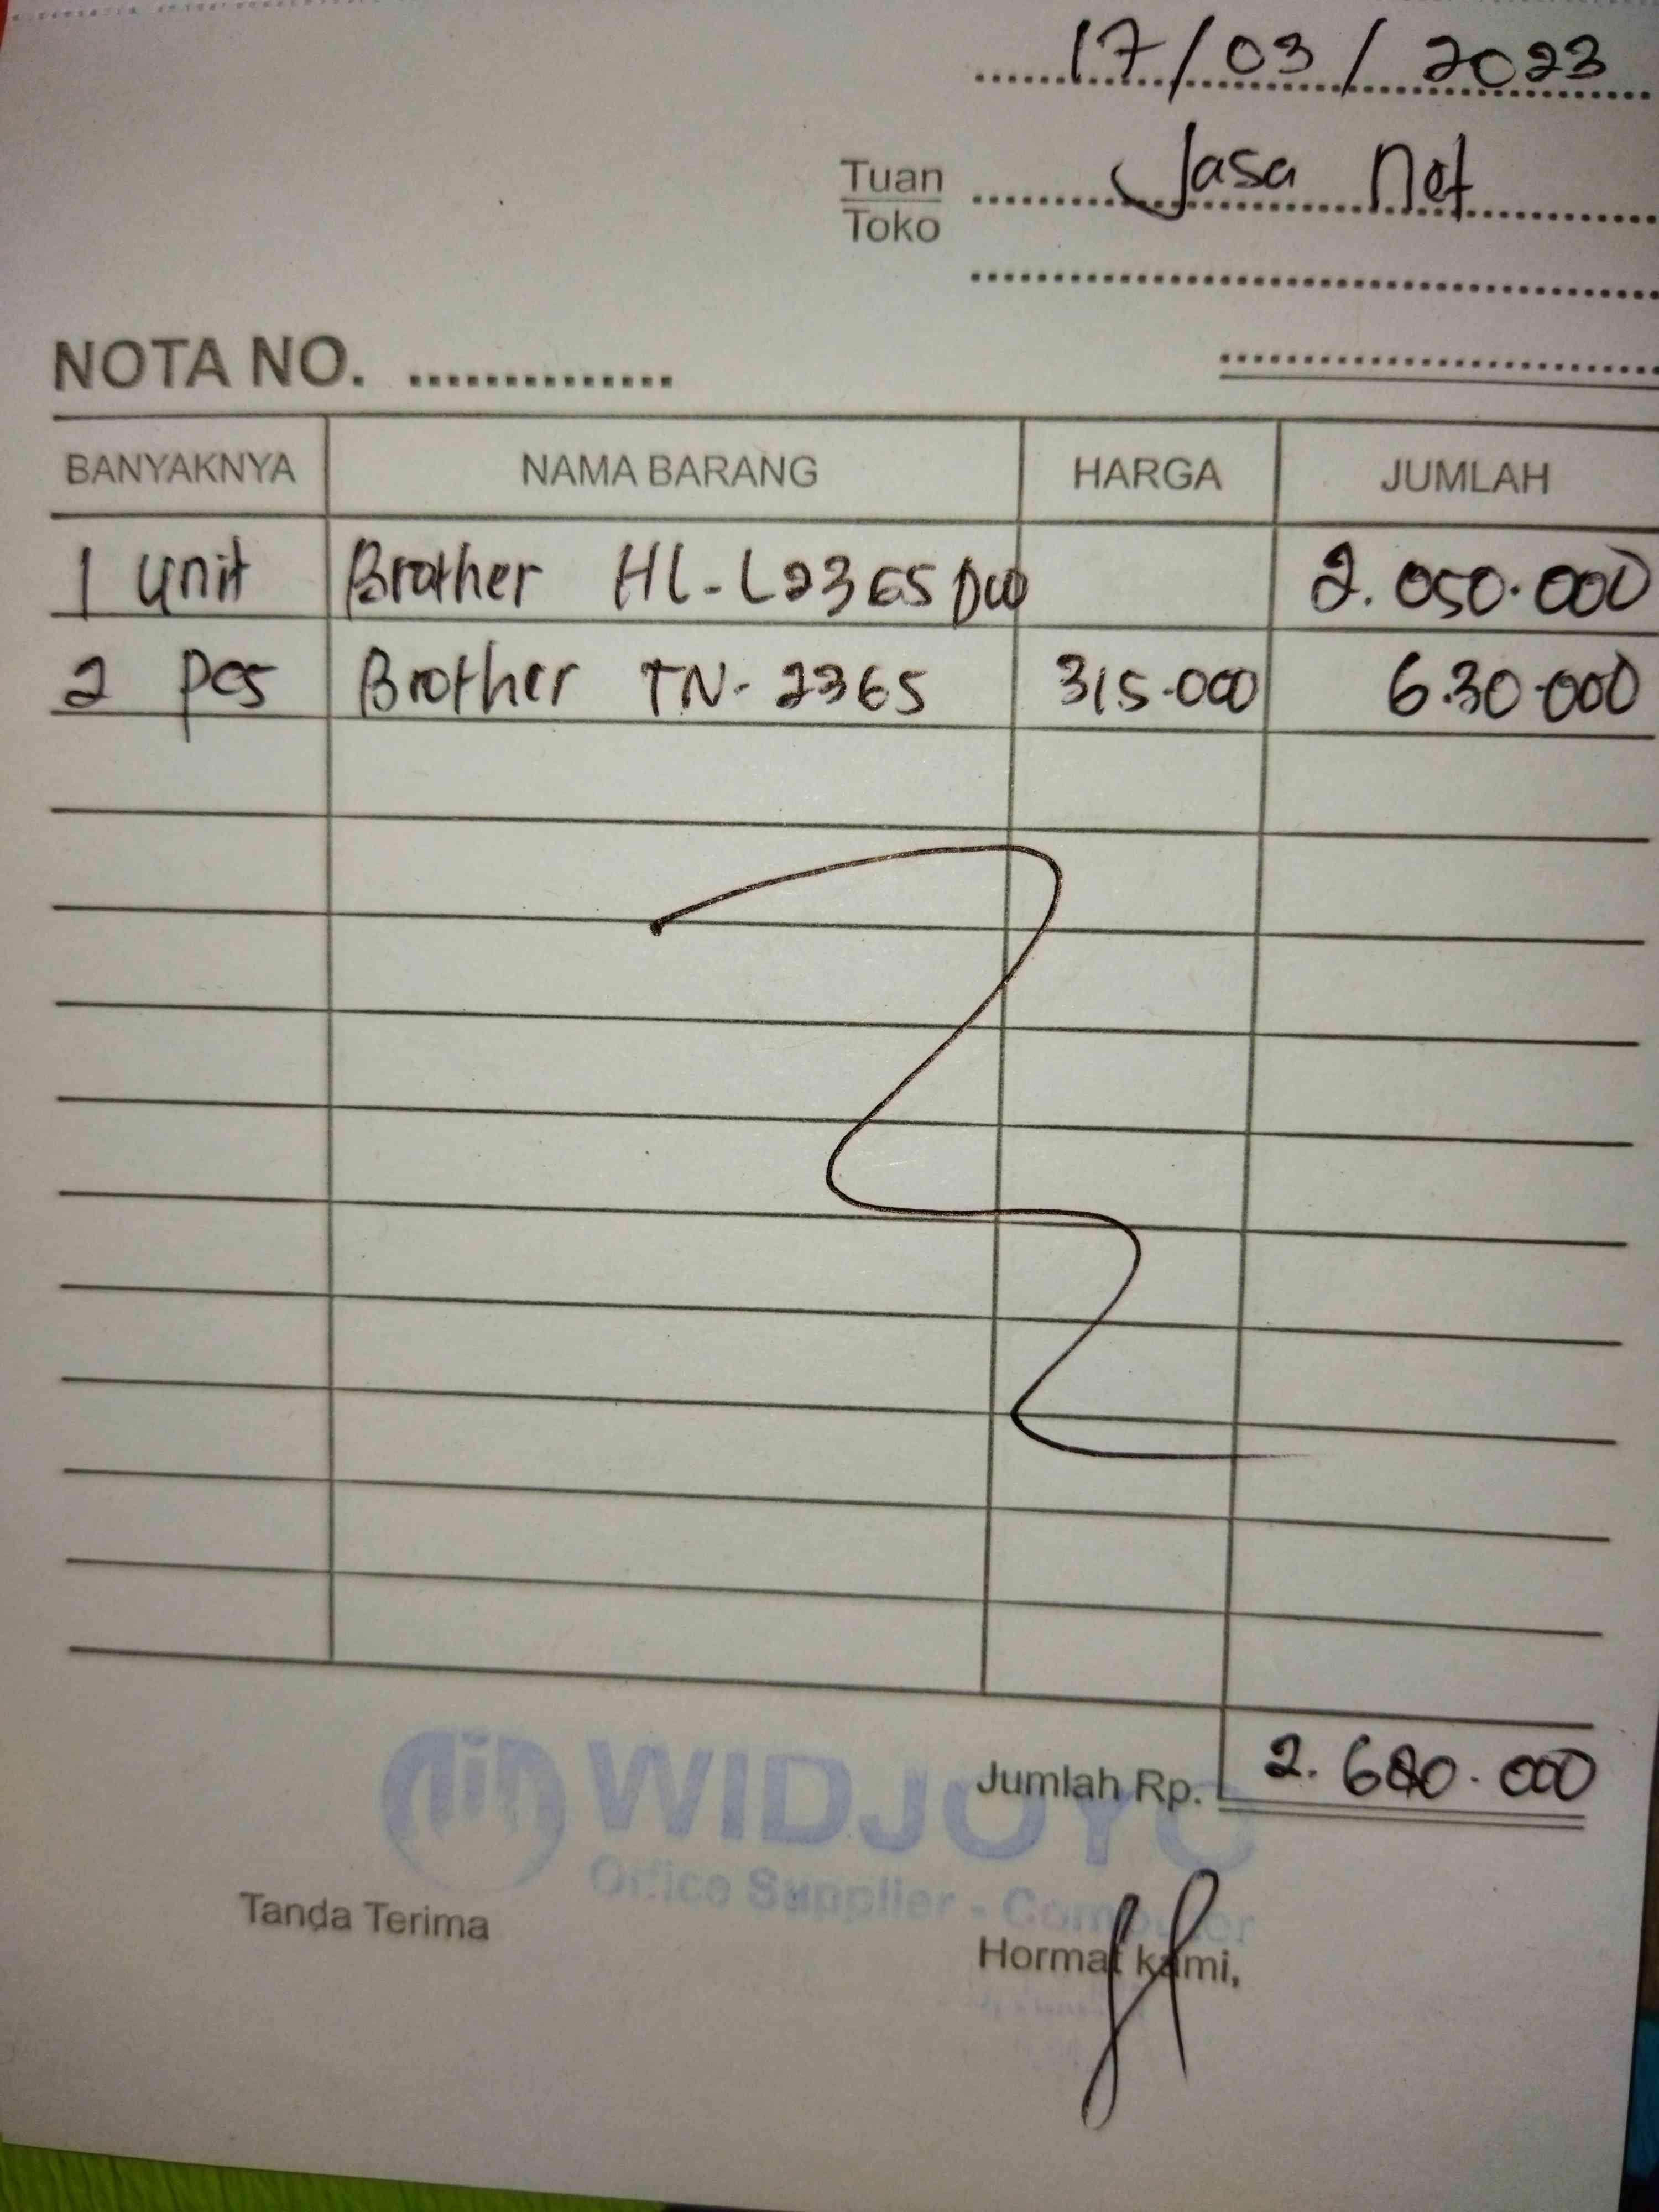 17/03/2023
Tuan Jasa Net
Toko
NOTA NO. ..............
BANYAKNYA NAMA BARANG HARGA JUMLAH
1 unit Brother HL-L2365DW 2.050.000
2 pcs Brother TN-2365 315.000 630.000
Jumlah Rp. 2.680.000
WIDJOYO
Office Supplier - Computer
Tanda Terima
Hormat kami,